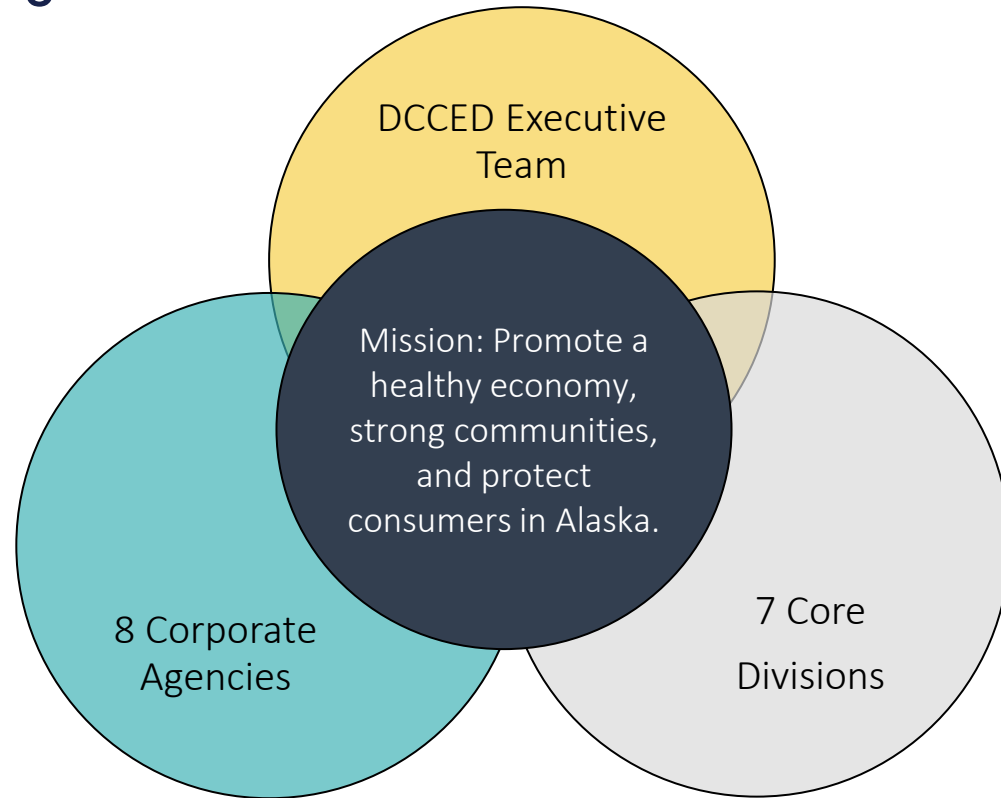 DCCED Executive
Team
Mission: Promote a
healthy economy,
strong communities,
and protect
consumers in Alaska.
8 Corporate
Agencies
7 Core
Divisions